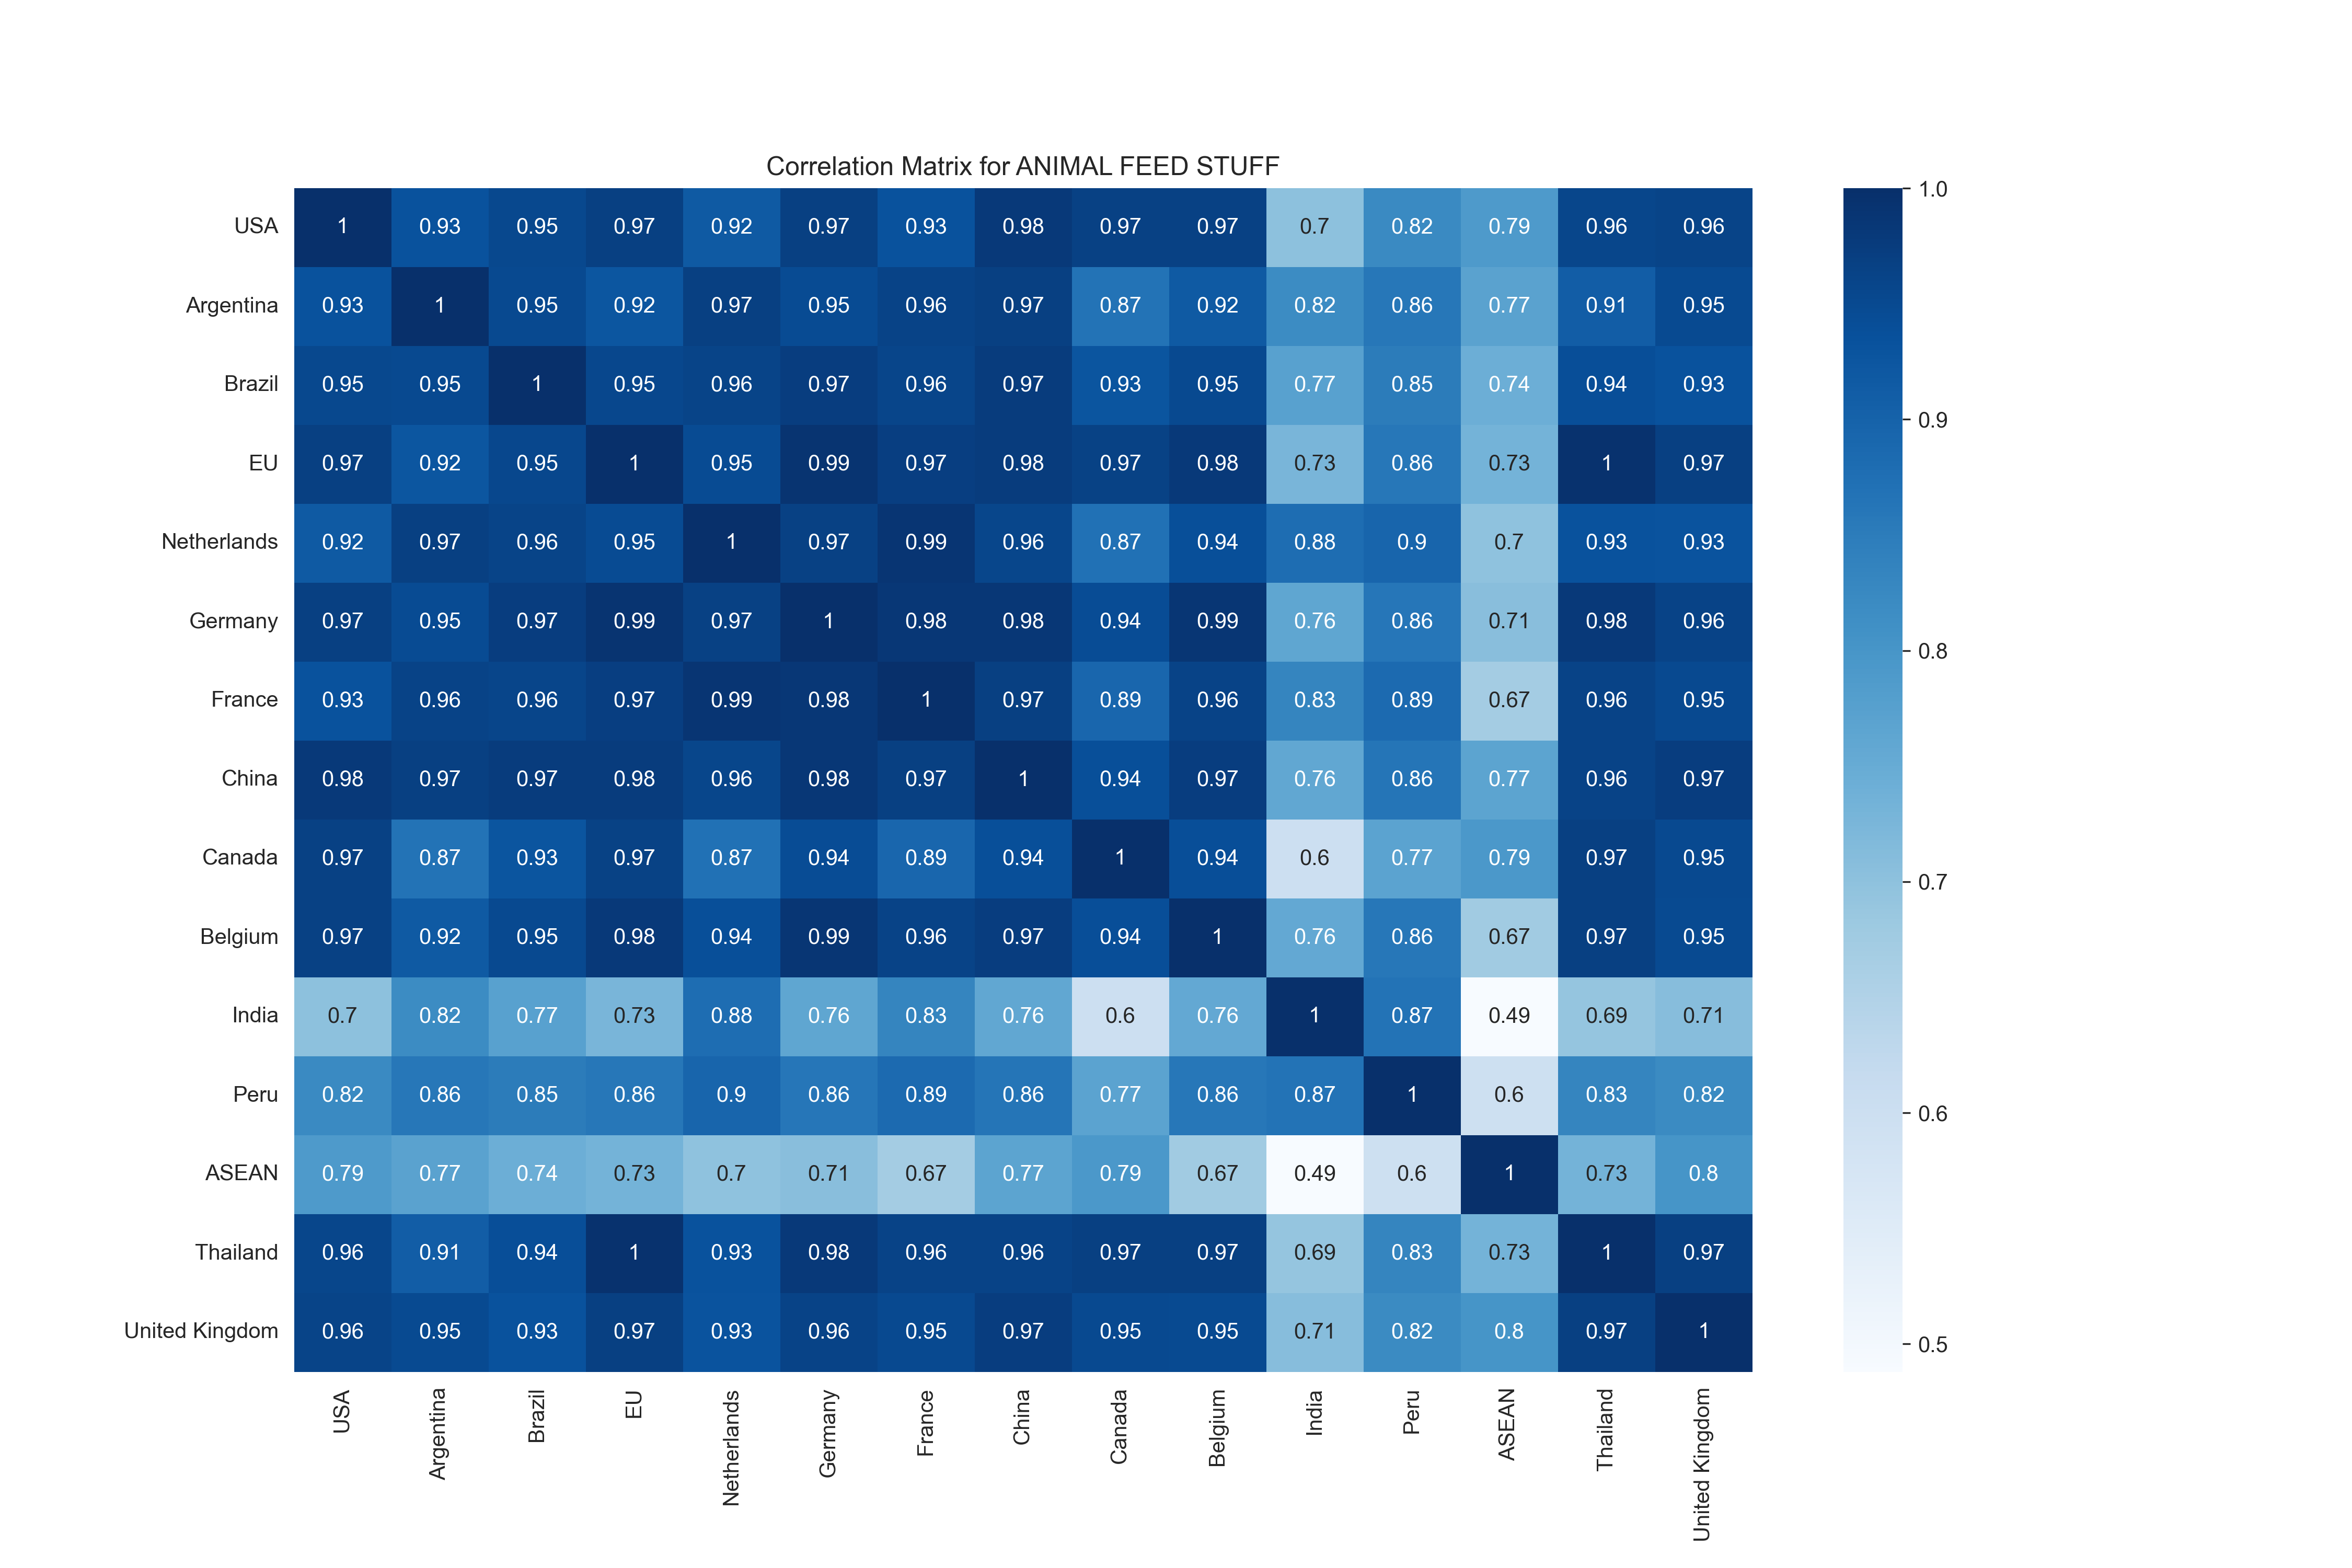 Correlation Matrix for ANIMAL FEED STUFF
USA 1 0.93 0.95 0.97 0.92 0.97 0.93 0.98 0.97 0.97 0.7 0.82 0.79 0.96 0.96
Argentina 0.93 1 0.95 0.92 0.97 0.95 0.96 0.97 0.87 0.92 0.82 0.86 0.77 0.91 0.95
Brazil 0.95 0.95 1 0.95 0.96 0.97 0.96 0.97 0.93 0.95 0.77 0.85 0.74 0.94 0.93
EU 0.97 0.92 0.95 1 0.95 0.99 0.97 0.98 0.97 0.98 0.73 0.86 0.73 1 0.97
Netherlands 0.92 0.97 0.96 0.95 1 0.97 0.99 0.96 0.87 0.94 0.88 0.9 0.7 0.93 0.93
Germany 0.97 0.95 0.97 0.99 0.97 1 0.98 0.98 0.94 0.99 0.76 0.86 0.71 0.98 0.96
France 0.93 0.96 0.96 0.97 0.99 0.98 1 0.97 0.89 0.96 0.83 0.89 0.67 0.96 0.95
China 0.98 0.97 0.97 0.98 0.96 0.98 0.97 1 0.94 0.97 0.76 0.86 0.77 0.96 0.97
Canada 0.97 0.87 0.93 0.97 0.87 0.94 0.89 0.94 1 0.94 0.6 0.77 0.79 0.97 0.95
Belgium 0.97 0.92 0.95 0.98 0.94 0.99 0.96 0.97 0.94 1 0.76 0.86 0.67 0.97 0.95
India 0.7 0.82 0.77 0.73 0.88 0.76 0.83 0.76 0.6 0.76 1 0.87 0.49 0.69 0.71
Peru 0.82 0.86 0.85 0.86 0.9 0.86 0.89 0.86 0.77 0.86 0.87 1 0.6 0.83 0.82
ASEAN 0.79 0.77 0.74 0.73 0.7 0.71 0.67 0.77 0.79 0.67 0.49 0.6 1 0.73 0.8
Thailand 0.96 0.91 0.94 1 0.93 0.98 0.96 0.96 0.97 0.97 0.69 0.83 0.73 1 0.97
United Kingdom 0.96 0.95 0.93 0.97 0.93 0.96 0.95 0.97 0.95 0.95 0.71 0.82 0.8 0.97 1
USA Argentina Brazil EU Netherlands Germany France China Canada Belgium India Peru ASEAN Thailand United Kingdom
1.0
0.9
0.8
0.7
0.6
0.5